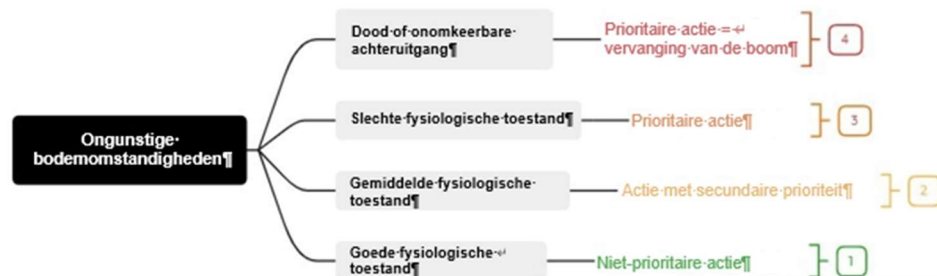 Ongunstige·
bodemomstandigheden¶
Dood·of·onomkeerbare·
achteruitgang¶
Prioritaire·actie·=·↵
vervanging·van·de·boom¶
4
Slechte·fysiologische·toestand¶
Prioritaire·actie¶
3
Gemiddelde·fysiologische·
toestand¶
Actie·met·secundaire·prioriteit¶
2
Goede·fysiologische·↵
toestand¶
Niet-prioritaire·actie¶
1